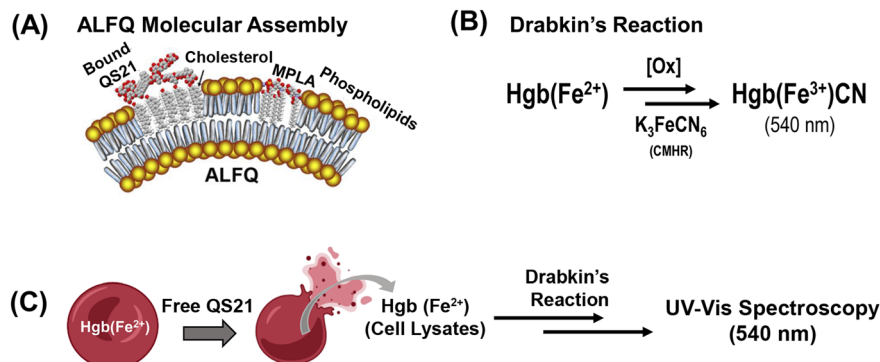 (A) ALFQ Molecular Assembly
Bound
QS21
Cholesterol
MPLA
Phospholipids
ALFQ
(B) Drabkin's Reaction
Hgb(Fe²⁺)
[Ox]
K₃FeCN₆
(CMHR)
Hgb(Fe³⁺)CN
(540 nm)
(C)
Hgb(Fe²⁺)
Free QS21
Hgb (Fe²⁺)
(Cell Lysates)
Drabkin's
Reaction
UV-Vis Spectroscopy
(540 nm)